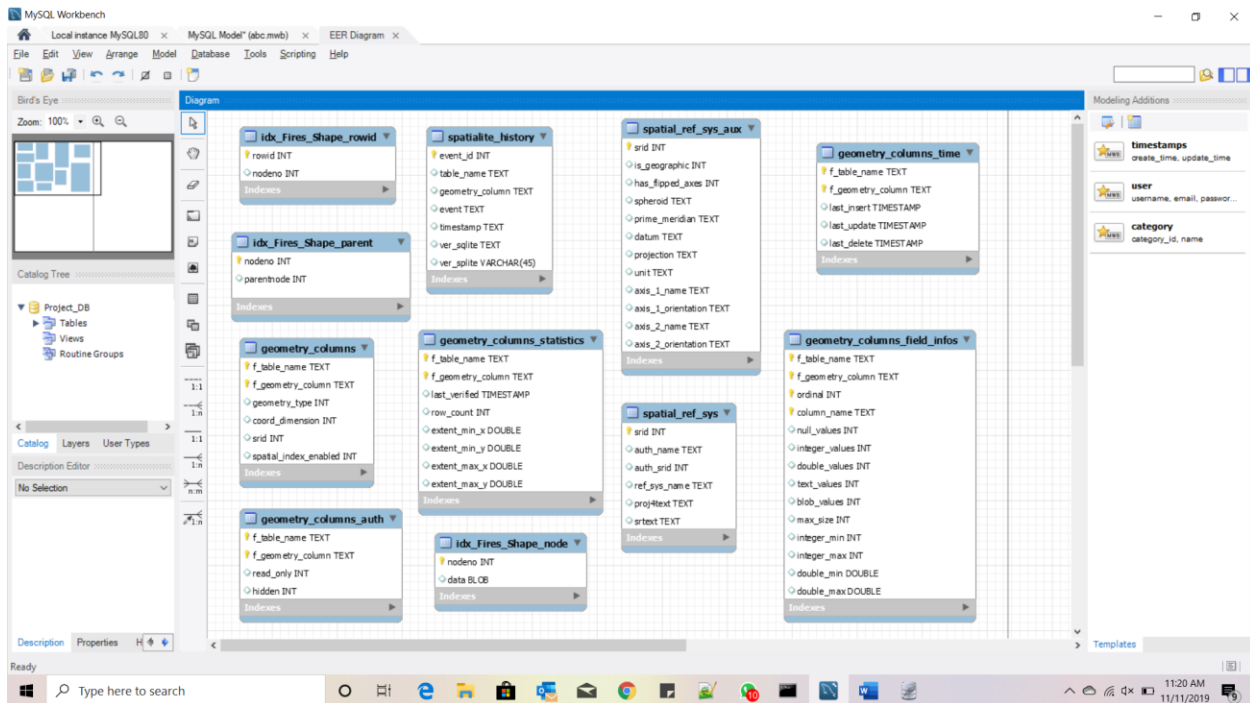 MySQL Workbench
Local instance MySQL80 × MySQL Model* (abc.mwb) × EER Diagram ×
File Edit View Arrange Model Database Tools Scripting Help
Bird's Eye
Zoom: 100%
Diagram
idx_Fires_Shape_rowid
rowid INT
nodeno INT
Indexes
idx_Fires_Shape_parent
nodeno INT
parentnode INT
Indexes
geometry_columns
f_table_name TEXT
f_geometry_column TEXT
geometry_type INT
coord_dimension INT
srid INT
spatial_index_enabled INT
Indexes
geometry_columns_auth
f_table_name TEXT
f_geometry_column TEXT
read_only INT
hidden INT
Indexes
spatialite_history
event_id INT
table_name TEXT
geometry_column TEXT
event TEXT
timestamp TEXT
ver_sqlite TEXT
ver_splite VARCHAR(45)
Indexes
geometry_columns_statistics
f_table_name TEXT
f_geometry_column TEXT
last_verified TIMESTAMP
row_count INT
extent_min_x DOUBLE
extent_min_y DOUBLE
extent_max_x DOUBLE
extent_max_y DOUBLE
Indexes
idx_Fires_Shape_node
nodeno INT
data BLOB
Indexes
spatial_ref_sys_aux
srid INT
is_geographic INT
has_flipped_axes INT
spheroid TEXT
prime_meridian TEXT
datum TEXT
projection TEXT
unit TEXT
axis_1_name TEXT
axis_1_orientation TEXT
axis_2_name TEXT
axis_2_orientation TEXT
Indexes
spatial_ref_sys
srid INT
auth_name TEXT
auth_srid INT
ref_sys_name TEXT
proj4text TEXT
srtext TEXT
Indexes
geometry_columns_time
f_table_name TEXT
f_geometry_column TEXT
last_insert TIMESTAMP
last_update TIMESTAMP
last_delete TIMESTAMP
Indexes
geometry_columns_field_infos
f_table_name TEXT
f_geometry_column TEXT
ordinal INT
column_name TEXT
null_values INT
integer_values INT
double_values INT
text_values INT
blob_values INT
max_size INT
integer_min INT
integer_max INT
double_min DOUBLE
double_max DOUBLE
Indexes
Modeling Additions
timestamps
create_time, update_time
user
username, email, passwor...
category
category_id, name
Templates
Catalog Tree
Project_DB
Tables
Views
Routine Groups
Catalog Layers User Types
Description Editor
No Selection
1:1
1:n
1:1
1:n
n:m
1:n
Description Properties H
Ready
Type here to search
10
11:20 AM
11/11/2019
9